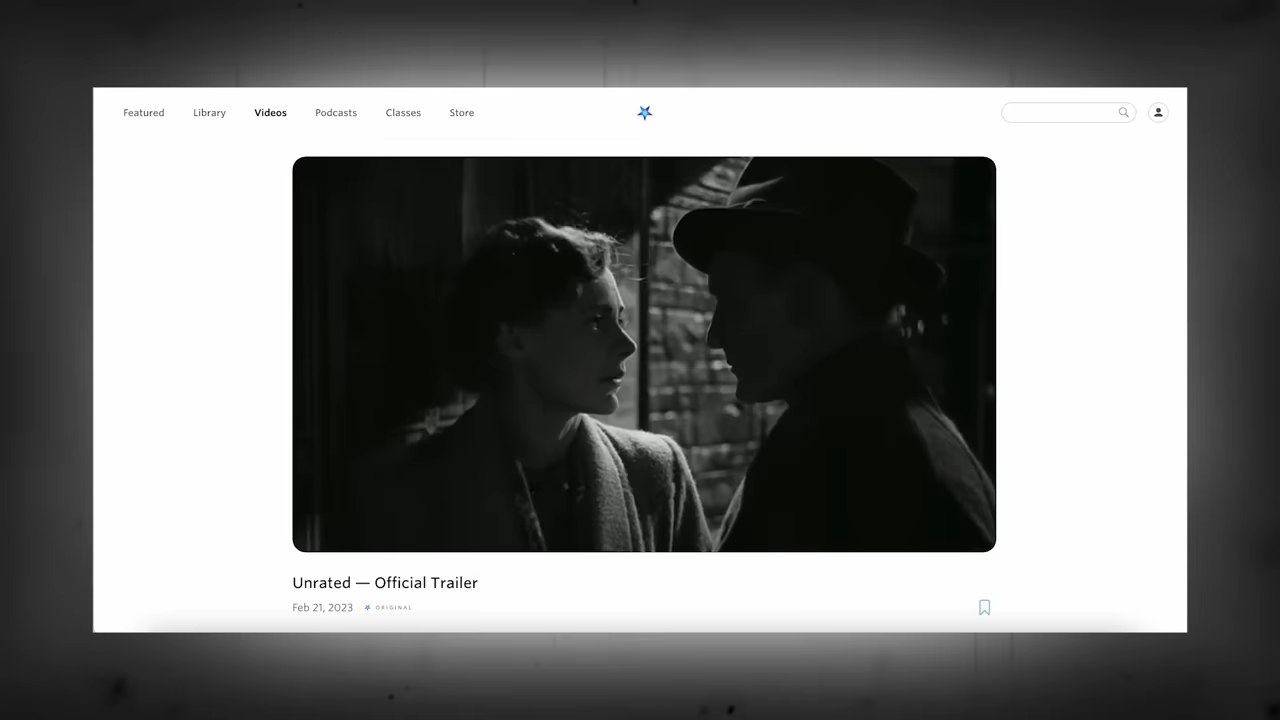 Featured Library Videos Podcasts Classes Store
Unrated — Official Trailer
Feb 21, 2023 ORIGINAL